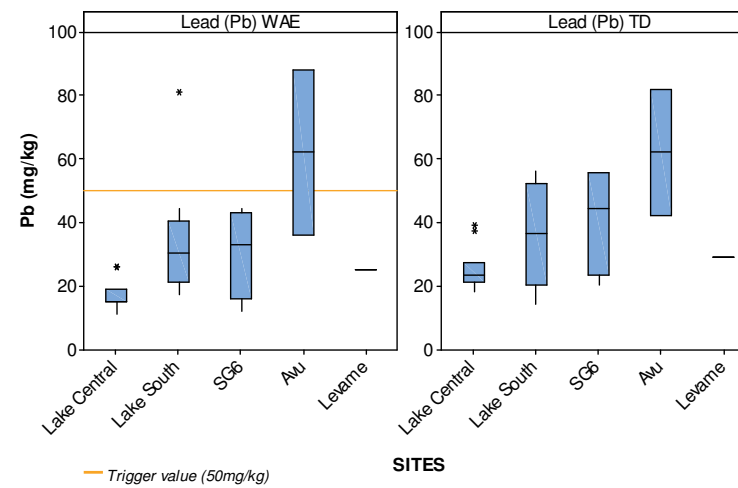 Lead (Pb) WAE
Lead (Pb) TD
Pb (mg/kg)
100
80
60
40
20
0
100
80
60
40
20
0
Lake Central
Lake South
SG6
Avu
Levame
Lake Central
Lake South
SG6
Avu
Levame
SITES
Trigger value (50mg/kg)